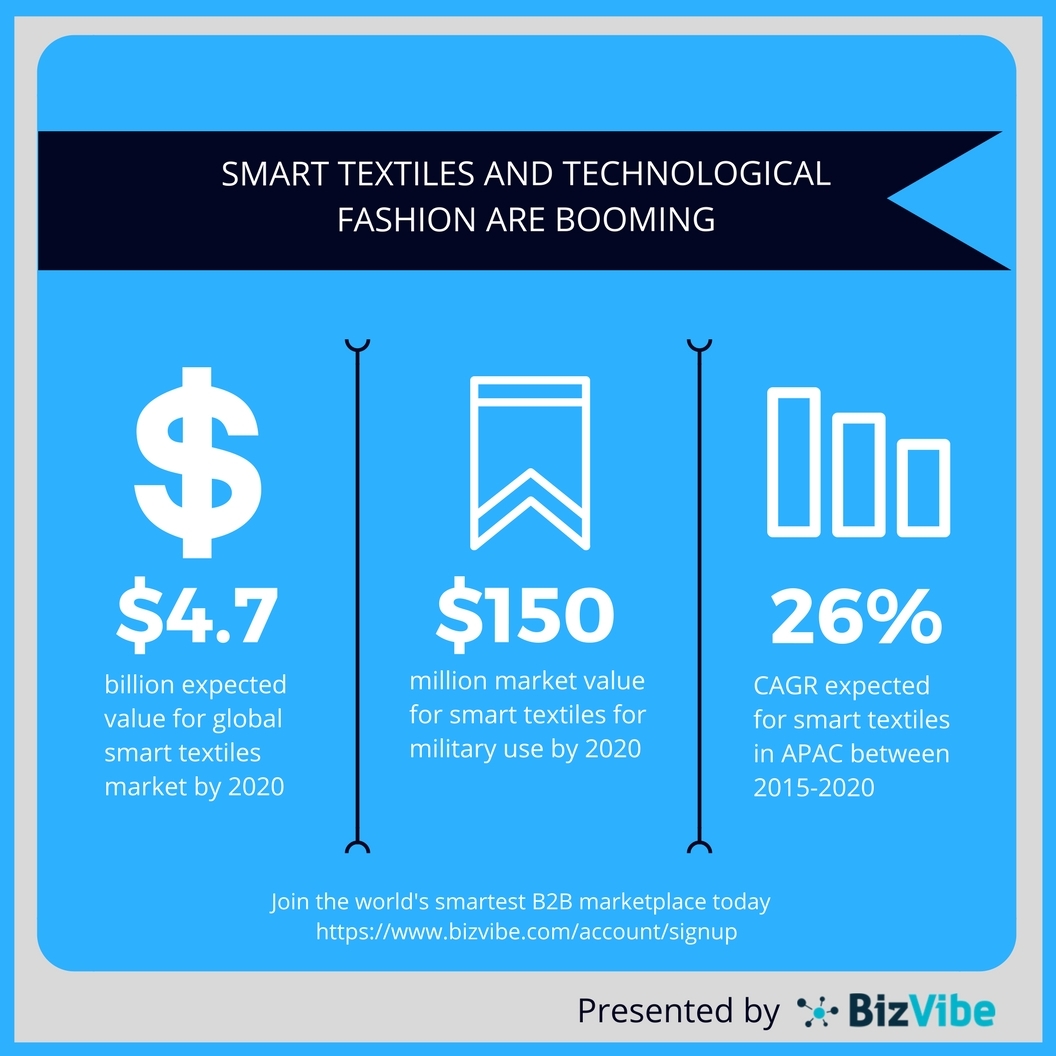 SMART TEXTILES AND TECHNOLOGICAL
FASHION ARE BOOMING
$4.7
billion expected
value for global
smart textiles
market by 2020
$150
million market value
for smart textiles for
military use by 2020
26%
CAGR expected
for smart textiles
in APAC between
2015-2020
Join the world's smartest B2B marketplace today
https://www.bizvibe.com/account/signup
Presented by BizVibe